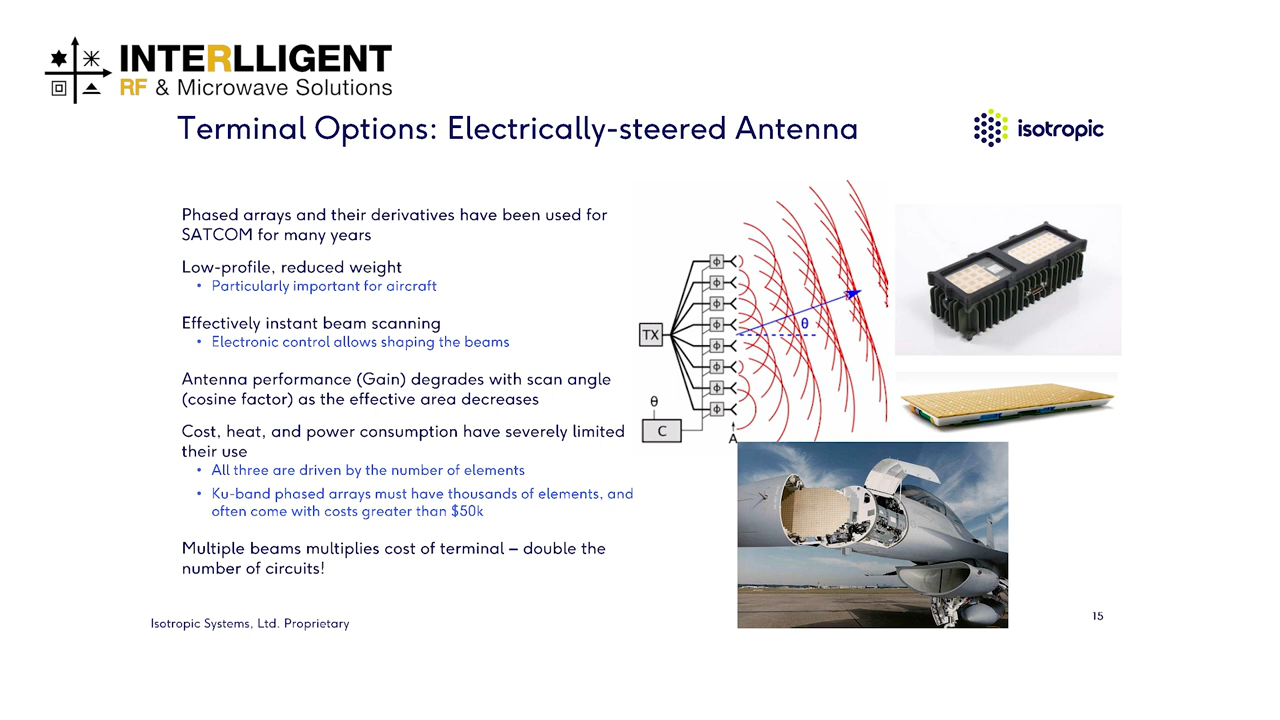 INTERLLIGENT
RF & Microwave Solutions
Terminal Options: Electrically-steered Antenna
isotropic
Phased arrays and their derivatives have been used for
SATCOM for many years
Low-profile, reduced weight
• Particularly important for aircraft
Effectively instant beam scanning
• Electronic control allows shaping the beams
Antenna performance (Gain) degrades with scan angle
(cosine factor) as the effective area decreases
Cost, heat, and power consumption have severely limited
their use
• All three are driven by the number of elements
• Ku-band phased arrays must have thousands of elements, and
often come with costs greater than $50k
Multiple beams multiplies cost of terminal – double the
number of circuits!
TX
ϕ
ϕ
ϕ
ϕ
ϕ
ϕ
ϕ
ϕ
θ
θ
C
A
Isotropic Systems, Ltd. Proprietary
15